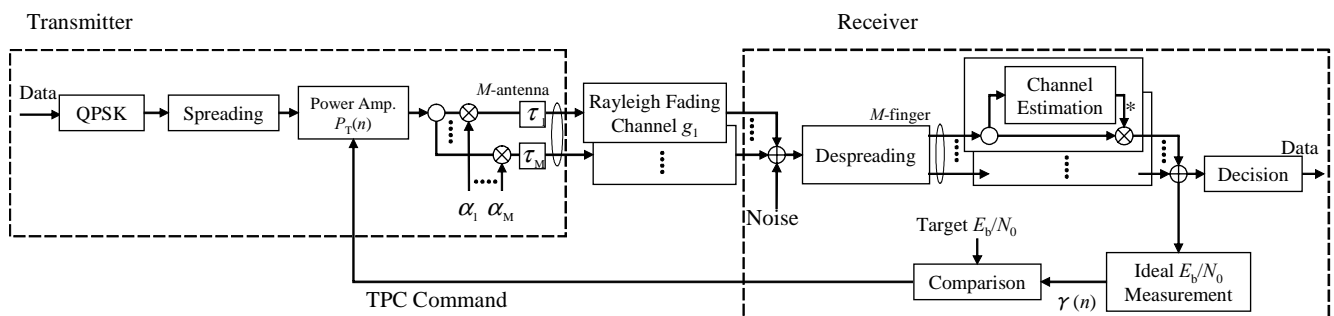 Transmitter
Receiver
Data
QPSK
Spreading
Power Amp.
P_T(n)
M-antenna
τ_1
τ_M
α_1 α_M
Rayleigh Fading
Channel g_1
Noise
Despreading
M-finger
Channel
Estimation
*
Data
Decision
Target E_b/N_0
Comparison
γ(n)
Ideal E_b/N_0
Measurement
TPC Command